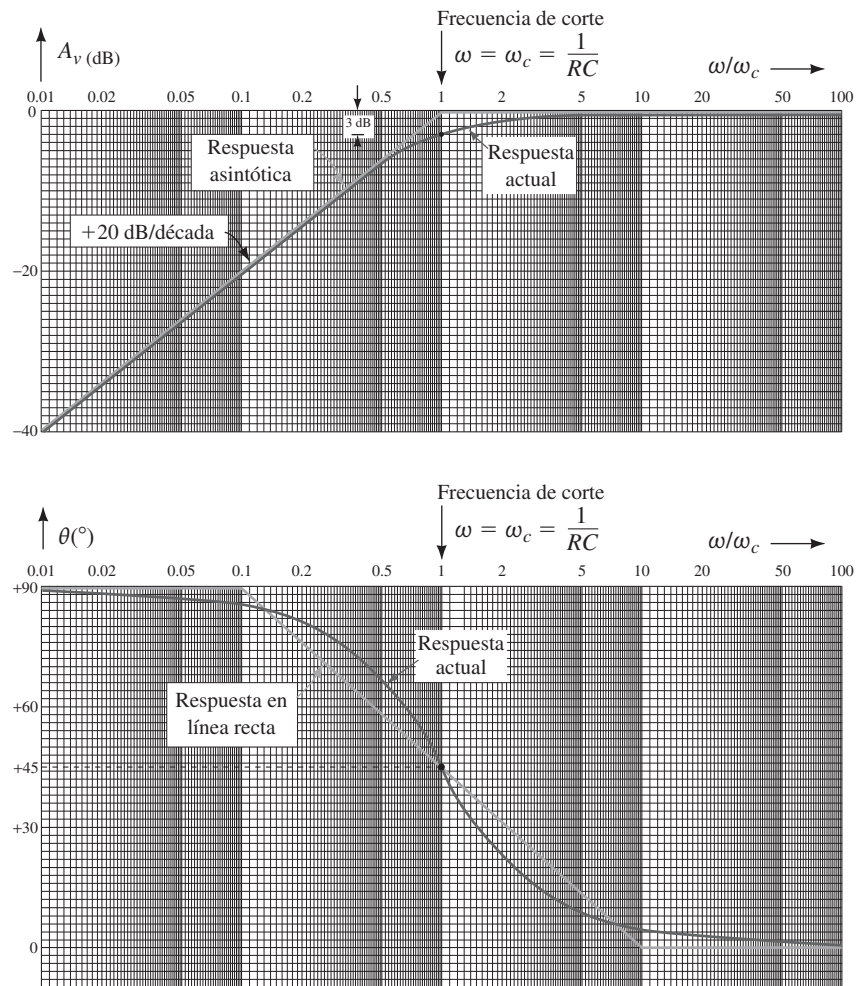 Frecuencia de corte
A_v (dB)
ω = ω_c = 1/RC
ω/ω_c
0.01 0.02 0.05 0.1 0.2 0.5 1 2 5 10 20 50 100
0
3 dB
Respuesta
asintótica
Respuesta
actual
+20 dB/década
−20
−40
Frecuencia de corte
θ(°)
ω = ω_c = 1/RC
ω/ω_c
0.01 0.02 0.05 0.1 0.2 0.5 1 2 5 10 20 50 100
+90
Respuesta
actual
+60
Respuesta en
línea recta
+45
+30
0